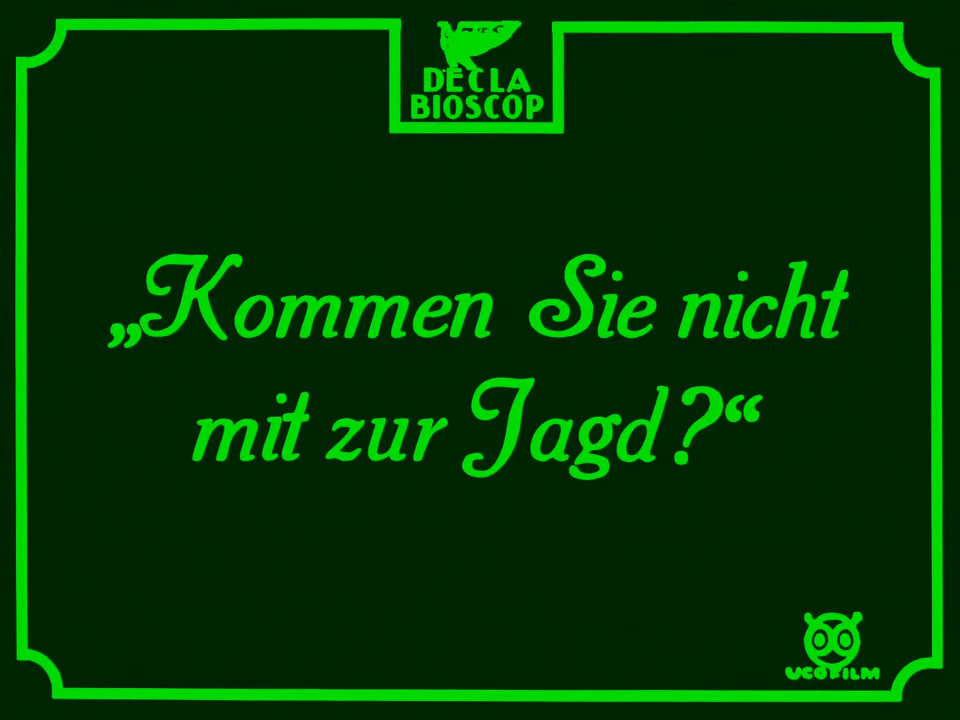 DECLA
BIOSCOP
„Kommen Sie nicht
mit zur Jagd?“
UCOFILM